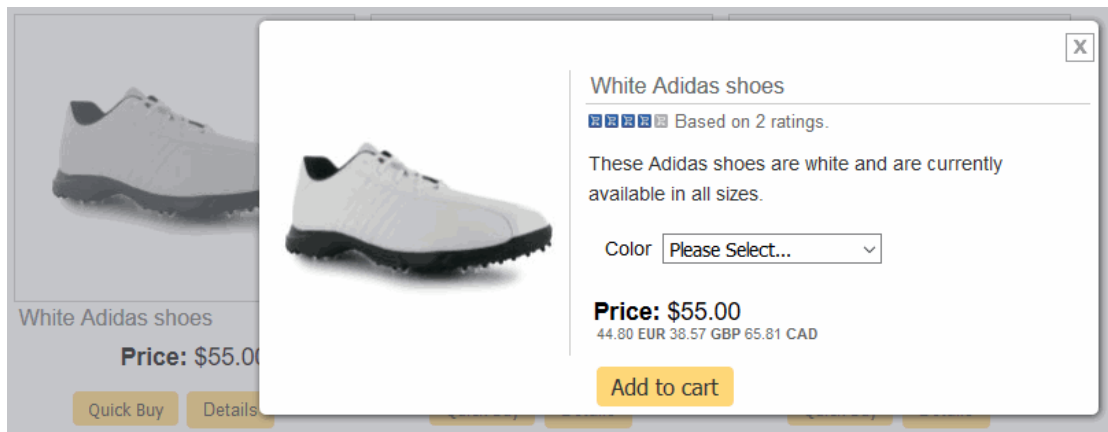 X
White Adidas shoes
Based on 2 ratings.
These Adidas shoes are white and are currently
available in all sizes.
Color Please Select...
Price: $55.00
44.80 EUR 38.57 GBP 65.81 CAD
Add to cart
White Adidas shoes
Price: $55.00
Quick Buy Details